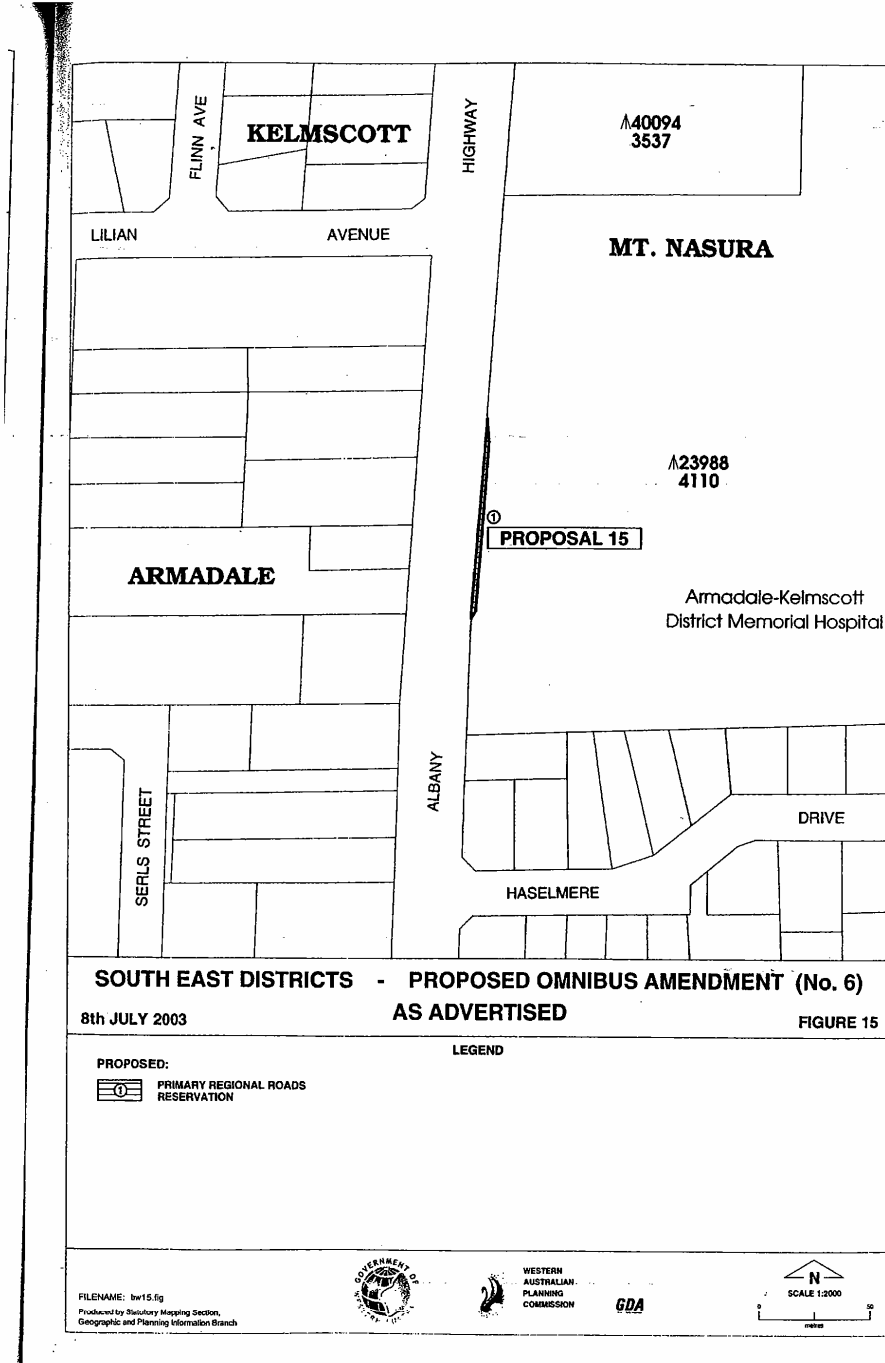 FLINN AVE
KELMSCOTT
HIGHWAY
⩚40094
3537
LILIAN AVENUE
MT. NASURA
⩚23988
4110
①
PROPOSAL 15
ARMADALE
Armadale-Kelmscott
District Memorial Hospital
ALBANY
SERLS STREET
DRIVE
HASELMERE
SOUTH EAST DISTRICTS - PROPOSED OMNIBUS AMENDMENT (No. 6)
AS ADVERTISED
8th JULY 2003
FIGURE 15
LEGEND
PROPOSED:
① PRIMARY REGIONAL ROADS
RESERVATION
FILENAME: bw15.fig
Produced by Statutory Mapping Section,
Geographic and Planning Information Branch
GOVERNMENT OF
WESTERN
AUSTRALIAN
PLANNING
COMMISSION
GDA
N
SCALE 1:2000
0 50
metres